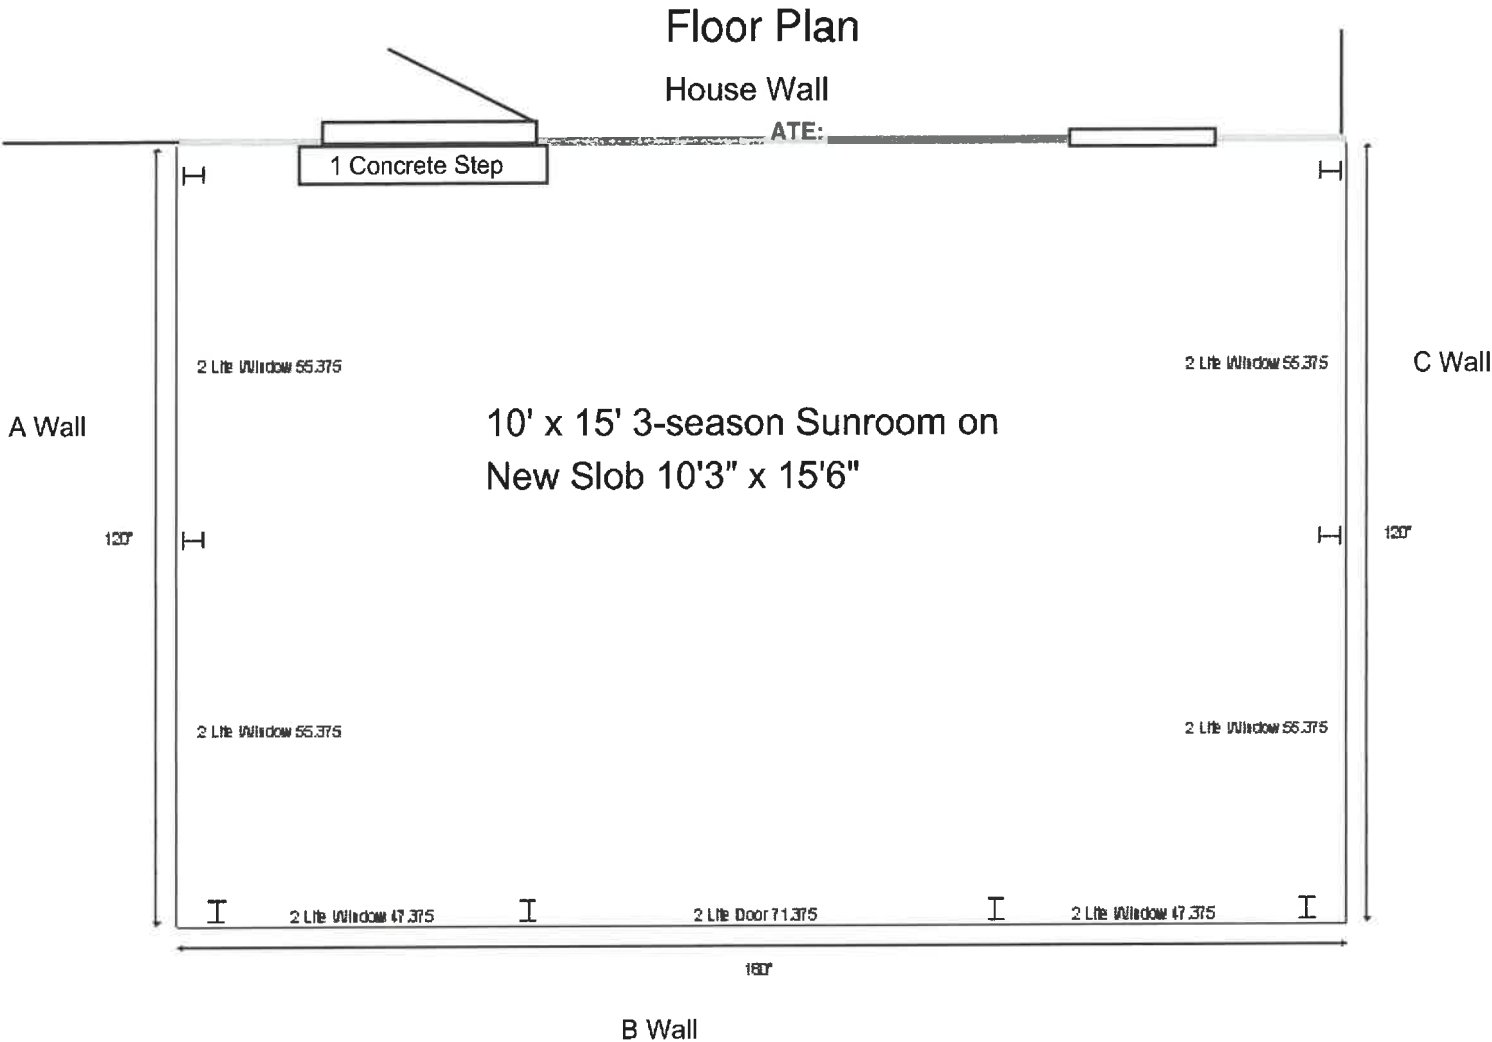 Floor Plan
House Wall
ATE:
1 Concrete Step
2 Lite Window 55.375
2 Lite Window 55.375
C Wall
A Wall
10' x 15' 3-season Sunroom on
New Slob 10'3" x 15'6"
120"
120"
2 Lite Window 55.375
2 Lite Window 55.375
2 Lite Window 47.375
2 Lite Door 71.375
2 Lite Window 47.375
180"
B Wall